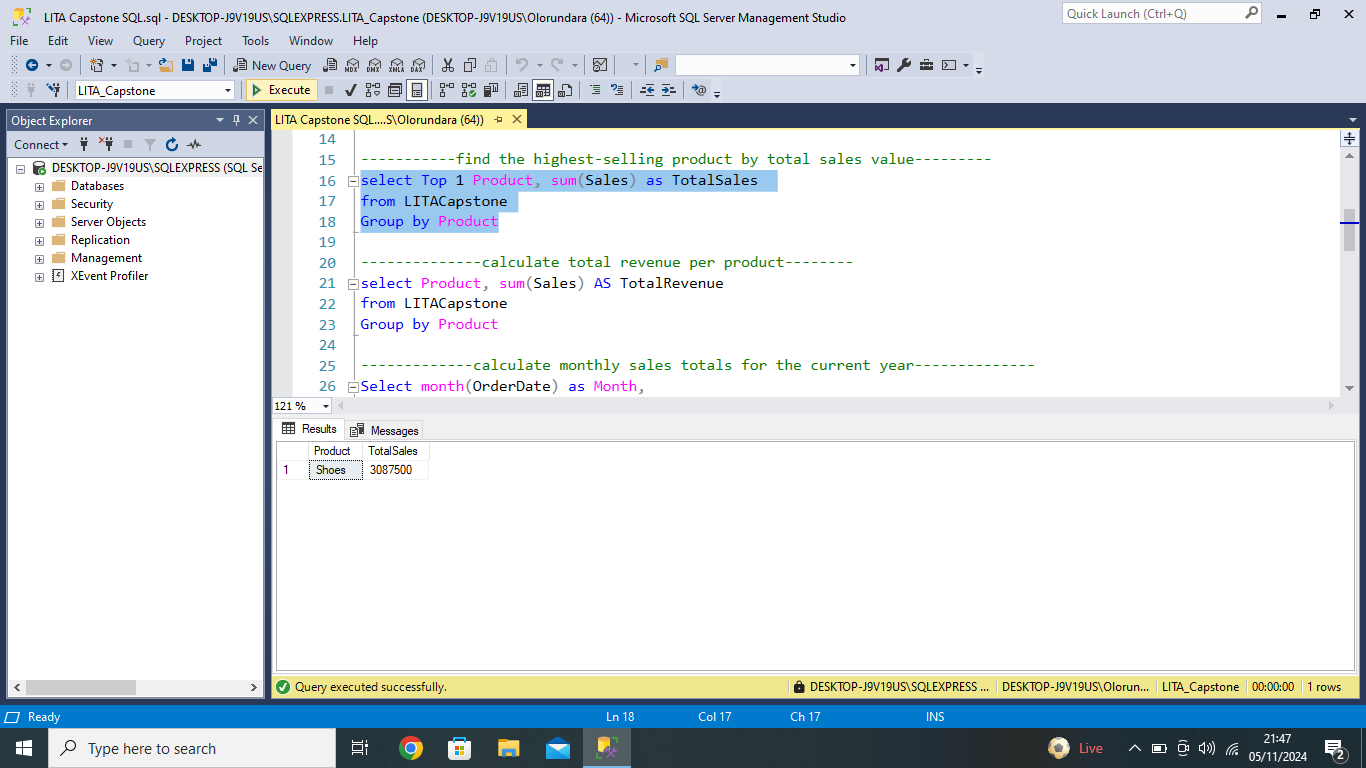 LITA Capstone SQL.sql - DESKTOP-J9V19US\SQLEXPRESS.LITA_Capstone (DESKTOP-J9V19US\Olorundara (64)) - Microsoft SQL Server Management Studio
Quick Launch (Ctrl+Q)
File Edit View Query Project Tools Window Help
New Query
MDX DMX XMLA DAX
LITA_Capstone
Execute
Object Explorer
Connect
DESKTOP-J9V19US\SQLEXPRESS (SQL Se
Databases
Security
Server Objects
Replication
Management
XEvent Profiler
LITA Capstone SQL....S\Olorundara (64))
14
15 -----------find the highest-selling product by total sales value---------
16 select Top 1 Product, sum(Sales) as TotalSales
17 from LITACapstone
18 Group by Product
19
20 --------------calculate total revenue per product--------
21 select Product, sum(Sales) AS TotalRevenue
22 from LITACapstone
23 Group by Product
24
25 -------------calculate monthly sales totals for the current year--------------
26 Select month(OrderDate) as Month,
121 %
Results Messages
Product TotalSales
1 Shoes 3087500
Query executed successfully.
DESKTOP-J9V19US\SQLEXPRESS ... DESKTOP-J9V19US\Olorun... LITA_Capstone 00:00:00 1 rows
Ready Ln 18 Col 17 Ch 17 INS
Type here to search
Live
21:47
05/11/2024
2